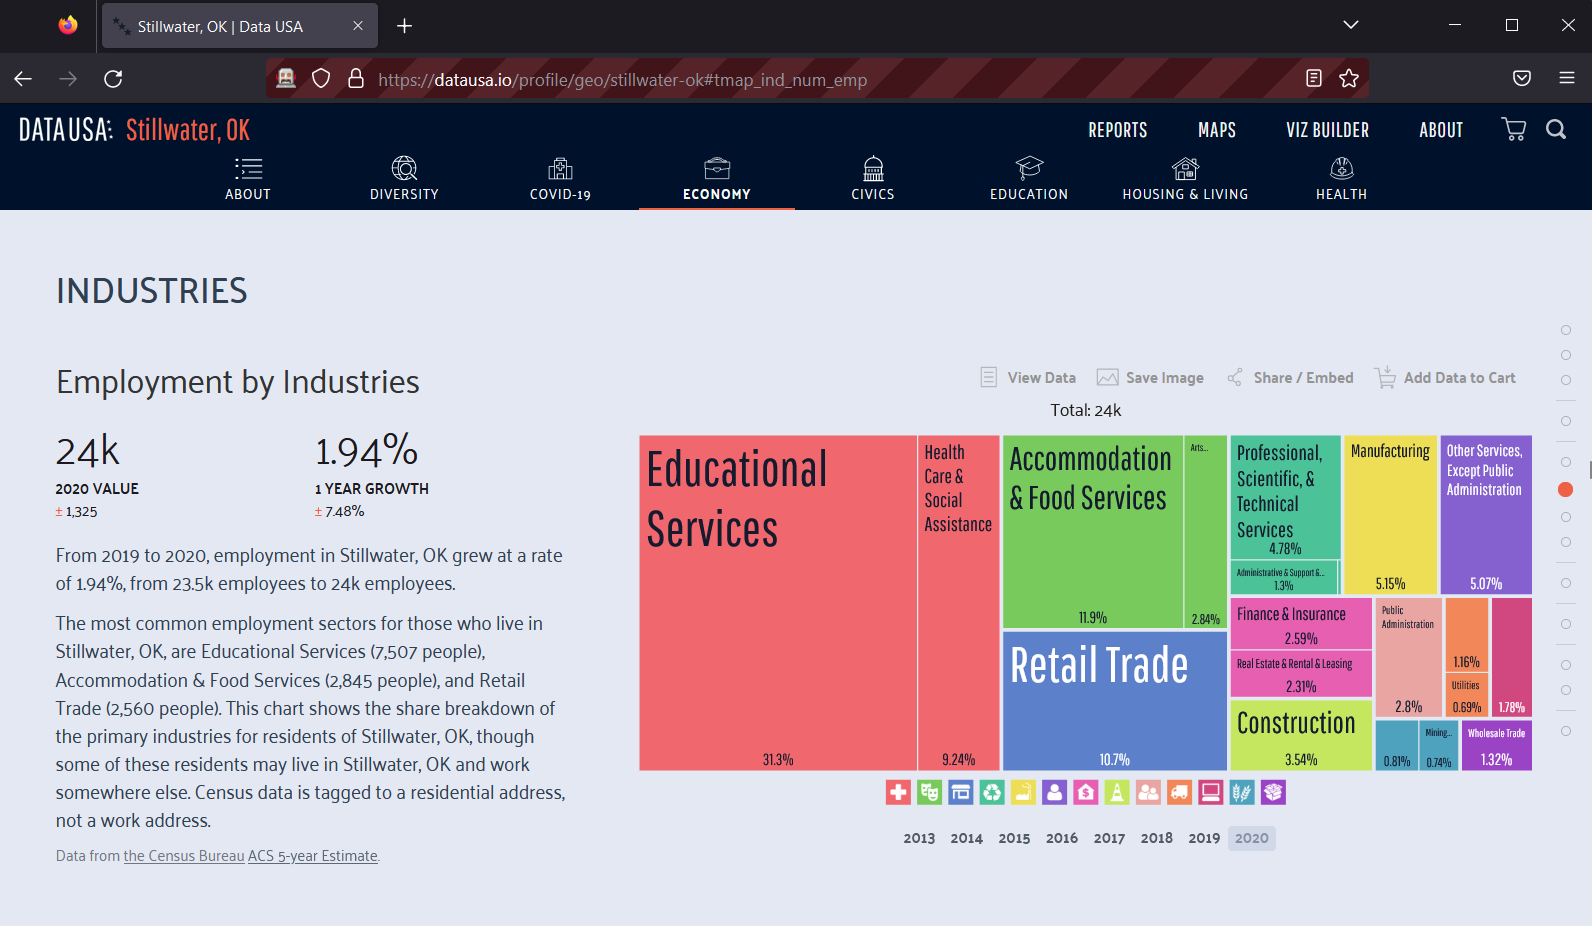 Stillwater, OK | Data USA
https://datausa.io/profile/geo/stillwater-ok#tmap_ind_num_emp
DATA USA: Stillwater, OK
REPORTS MAPS VIZ BUILDER ABOUT
ABOUT DIVERSITY COVID-19 ECONOMY CIVICS EDUCATION HOUSING & LIVING HEALTH
INDUSTRIES
Employment by Industries
24k
2020 VALUE
± 1,325
1.94%
1 YEAR GROWTH
± 7.48%
From 2019 to 2020, employment in Stillwater, OK grew at a rate
of 1.94%, from 23.5k employees to 24k employees.
The most common employment sectors for those who live in
Stillwater, OK, are Educational Services (7,507 people),
Accommodation & Food Services (2,845 people), and Retail
Trade (2,560 people). This chart shows the share breakdown of
the primary industries for residents of Stillwater, OK, though
some of these residents may live in Stillwater, OK and work
somewhere else. Census data is tagged to a residential address,
not a work address.
Data from the Census Bureau ACS 5-year Estimate.
View Data Save Image Share / Embed Add Data to Cart
Total: 24k
Educational
Services
31.3%
Health
Care &
Social
Assistance
9.24%
Accommodation
& Food Services
11.9%
Arts...
2.84%
Retail Trade
10.7%
Professional,
Scientific, &
Technical
Services
4.78%
Administrative & Support &...
1.3%
Manufacturing
5.15%
Other Services,
Except Public
Administration
5.07%
Finance & Insurance
2.59%
Real Estate & Rental & Leasing
2.31%
Construction
3.54%
Public
Administration
2.8%
1.16%
Utilities
0.69%
1.78%
0.81%
Mining...
0.74%
Wholesale Trade
1.32%
2013 2014 2015 2016 2017 2018 2019 2020